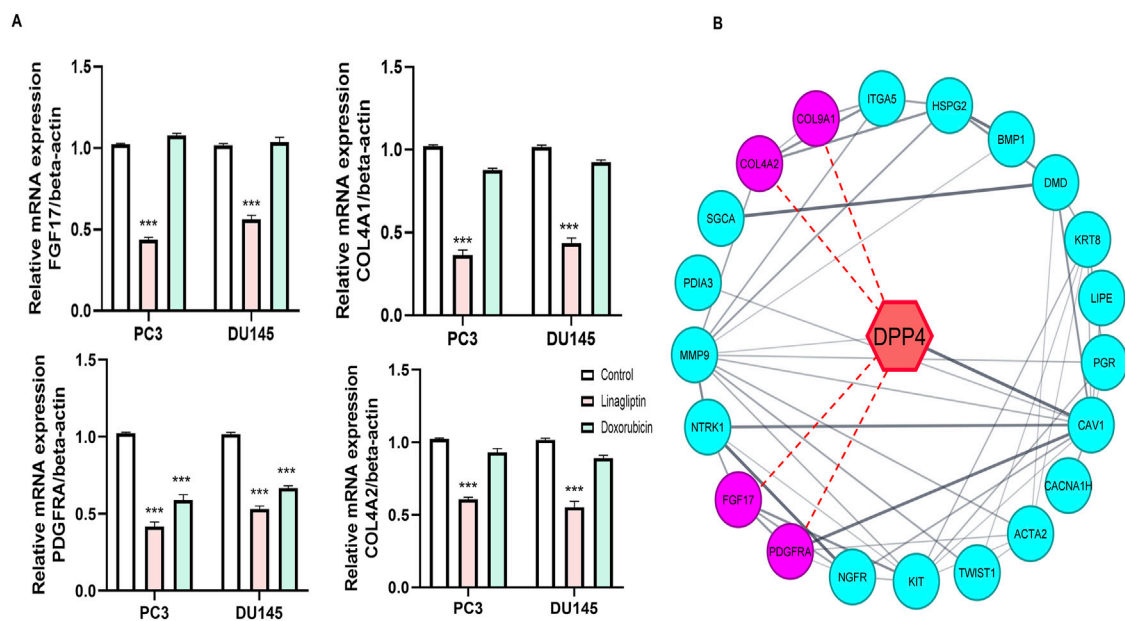 A
Relative mRNA expression
FGF17/beta-actin
1.5
1.0
0.5
0.0
***
***
PC3
DU145
Relative mRNA expression
COL4A1//beta-actin
1.5
1.0
0.5
0.0
***
***
PC3
DU145
Relative mRNA expression
PDGFRA/beta-actin
1.5
1.0
0.5
0.0
***
***
***
***
PC3
DU145
Relative mRNA expression
COL4A2/beta-actin
1.5
1.0
0.5
0.0
***
***
PC3
DU145
Control
Linagliptin
Doxorubicin
B
COL9A1
ITGA5
HSPG2
BMP1
COL4A2
DMD
SGCA
KRT8
PDIA3
LIPE
DPP4
MMP9
PGR
NTRK1
CAV1
FGF17
CACNA1H
PDGFRA
ACTA2
NGFR
KIT
TWIST1